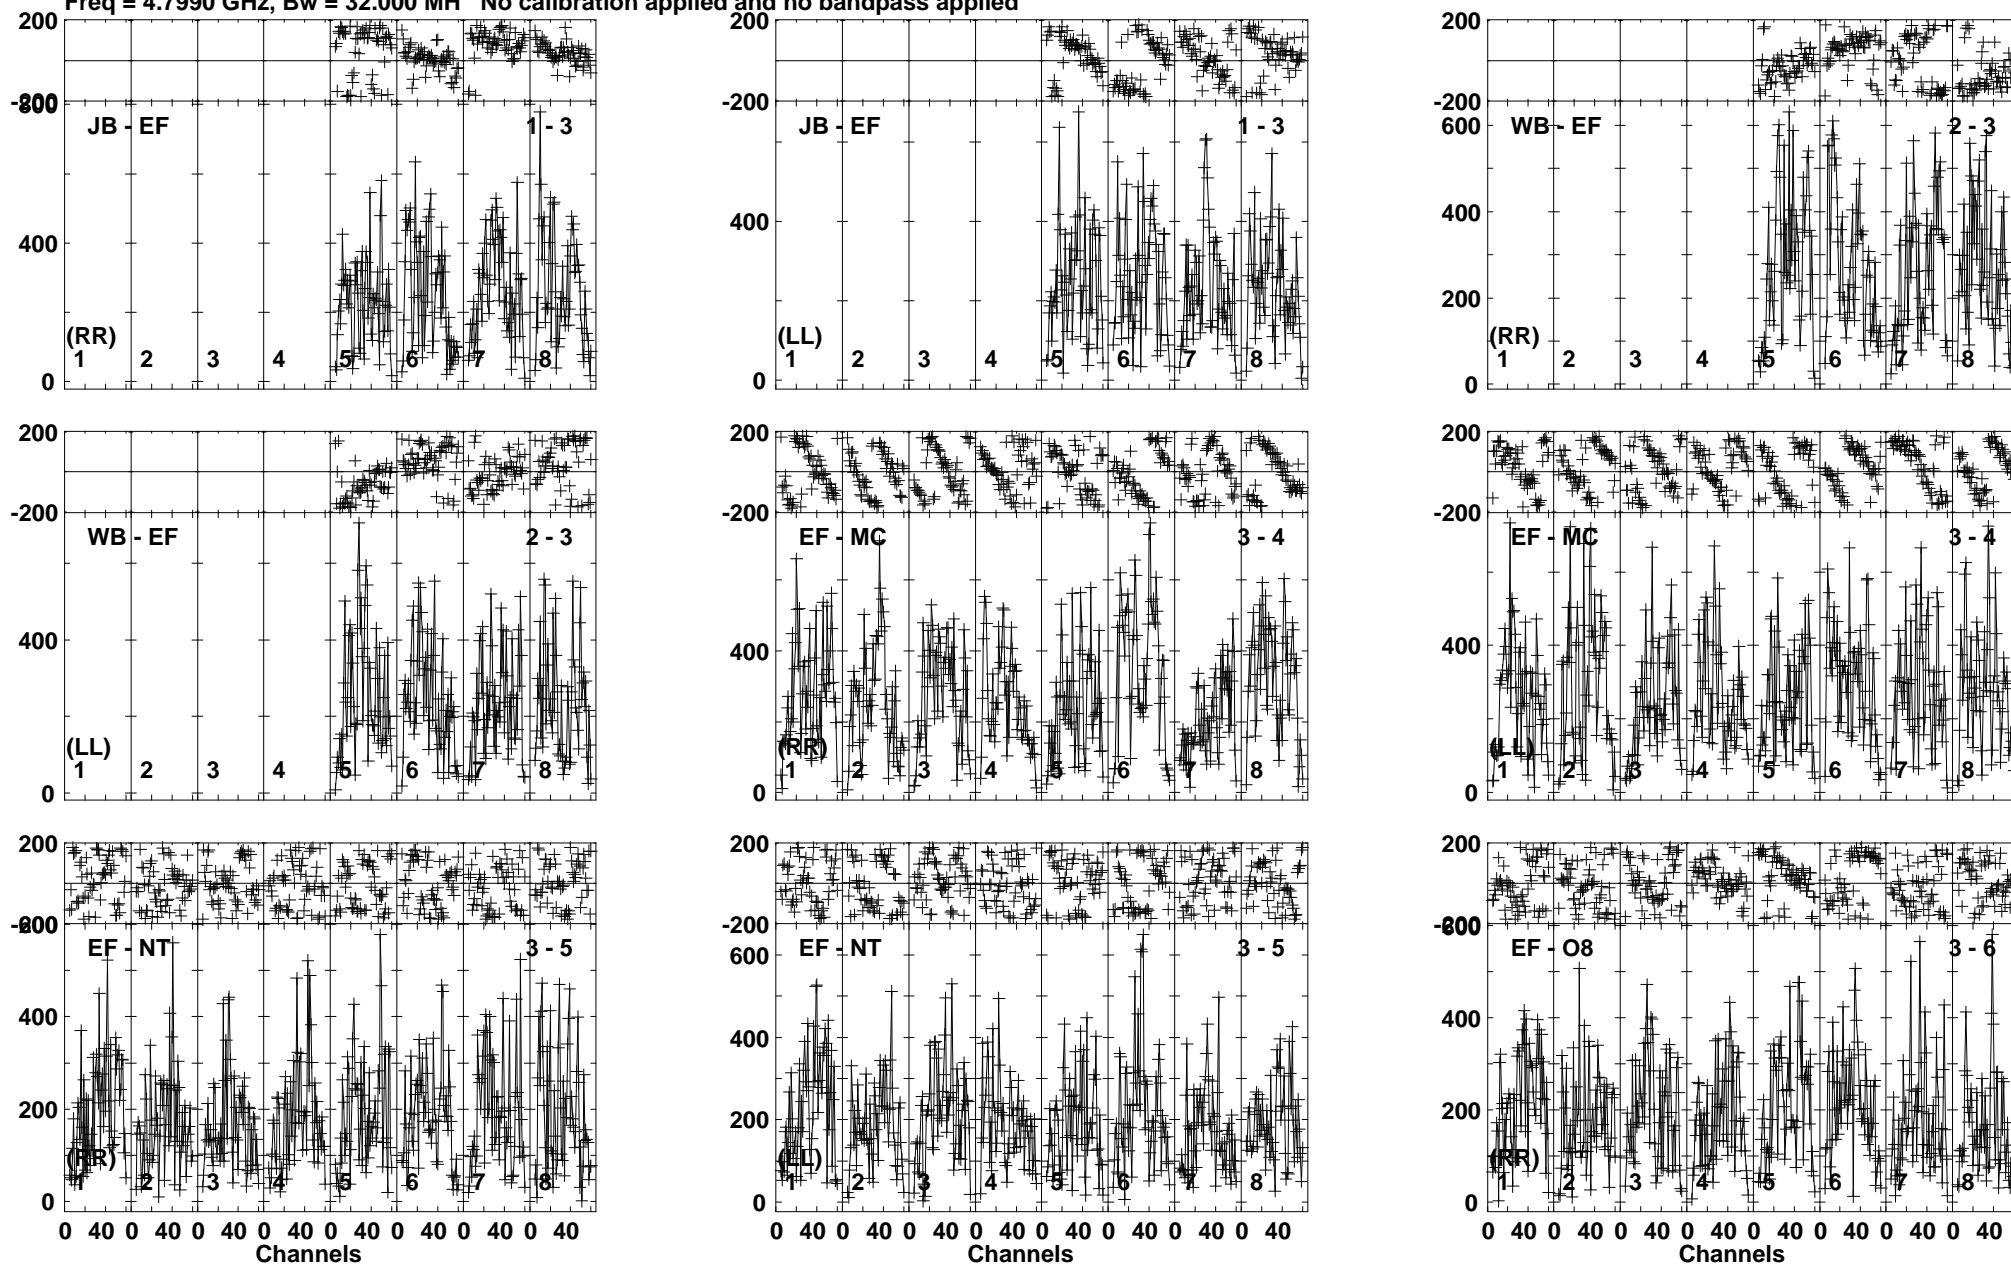 Freq = 4.7990 GHz, Bw = 32.000 MH No calibration applied and no bandpass applied
200 200 200
-200 -200 -200
800 JB - EF 1 - 3 JB - EF 1 - 3 600 WB - EF 2 - 3
400 400 400
200
(RR) (LL) (RR)
1 2 3 4 5 6 7 8 1 2 3 4 5 6 7 8 1 2 3 4 5 6 7 8
0 0 0
200 200 200
-200 -200 -200
WB - EF 2 - 3 EF - MC 3 - 4 EF - MC 3 - 4
400 400 400
(LL) (RR) (LL)
1 2 3 4 5 6 7 8 1 2 3 4 5 6 7 8 1 2 3 4 5 6 7 8
0 0 0
200 200 200
-200 -200 -200
600 EF - NT 3 - 5 600 EF - NT 3 - 5 600 EF - O8 3 - 6
400 400 400
200 200 200
(RR) (LL) (RR)
1 2 3 4 5 6 7 8 1 2 3 4 5 6 7 8 1 2 3 4 5 6 7 8
0 0 0
0 40 0 40 0 40 0 40 0 40 0 40 0 40 0 40 0 40 0 40 0 40 0 40 0 40 0 40 0 40 0 40 0 40 0 40 0 40 0 40 0 40 0 40 0 40 0 40
Channels Channels Channels